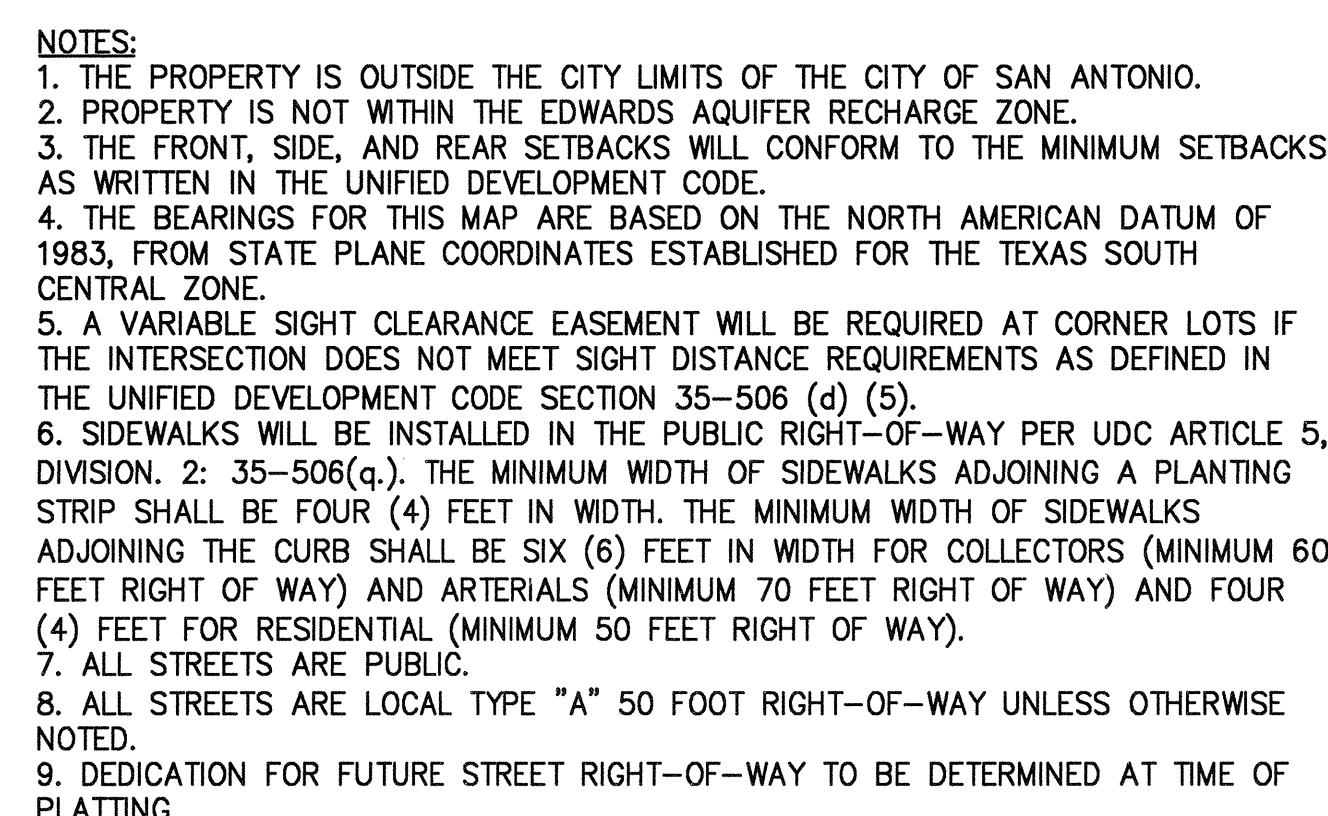 NOTES:
1. THE PROPERTY IS OUTSIDE THE CITY LIMITS OF THE CITY OF SAN ANTONIO.
2. PROPERTY IS NOT WITHIN THE EDWARDS AQUIFER RECHARGE ZONE.
3. THE FRONT, SIDE, AND REAR SETBACKS WILL CONFORM TO THE MINIMUM SETBACKS
AS WRITTEN IN THE UNIFIED DEVELOPMENT CODE.
4. THE BEARINGS FOR THIS MAP ARE BASED ON THE NORTH AMERICAN DATUM OF
1983, FROM STATE PLANE COORDINATES ESTABLISHED FOR THE TEXAS SOUTH
CENTRAL ZONE.
5. A VARIABLE SIGHT CLEARANCE EASEMENT WILL BE REQUIRED AT CORNER LOTS IF
THE INTERSECTION DOES NOT MEET SIGHT DISTANCE REQUIREMENTS AS DEFINED IN
THE UNIFIED DEVELOPMENT CODE SECTION 35-506 (d) (5).
6. SIDEWALKS WILL BE INSTALLED IN THE PUBLIC RIGHT-OF-WAY PER UDC ARTICLE 5,
DIVISION. 2: 35-506(q.). THE MINIMUM WIDTH OF SIDEWALKS ADJOINING A PLANTING
STRIP SHALL BE FOUR (4) FEET IN WIDTH. THE MINIMUM WIDTH OF SIDEWALKS
ADJOINING THE CURB SHALL BE SIX (6) FEET IN WIDTH FOR COLLECTORS (MINIMUM 60
FEET RIGHT OF WAY) AND ARTERIALS (MINIMUM 70 FEET RIGHT OF WAY) AND FOUR
(4) FEET FOR RESIDENTIAL (MINIMUM 50 FEET RIGHT OF WAY).
7. ALL STREETS ARE PUBLIC.
8. ALL STREETS ARE LOCAL TYPE "A" 50 FOOT RIGHT-OF-WAY UNLESS OTHERWISE
NOTED.
9. DEDICATION FOR FUTURE STREET RIGHT-OF-WAY TO BE DETERMINED AT TIME OF
PLATTING